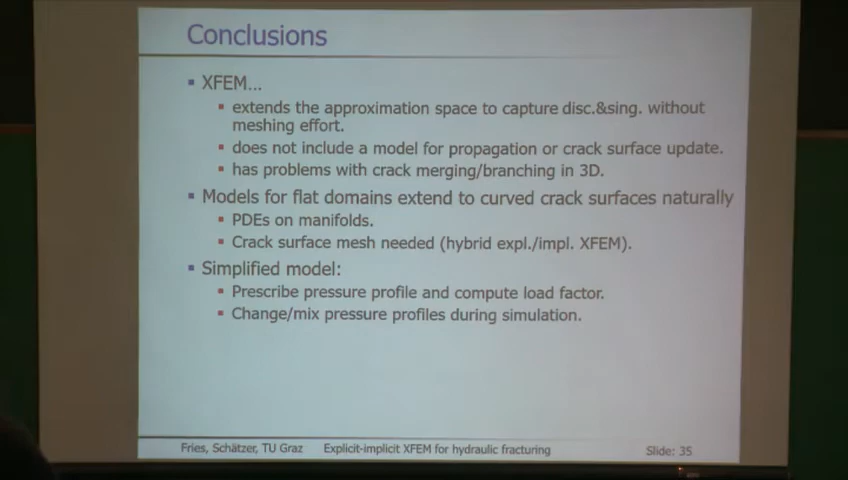 Conclusions
XFEM...
extends the approximation space to capture disc.&sing. without
meshing effort.
does not include a model for propagation or crack surface update.
has problems with crack merging/branching in 3D.
Models for flat domains extend to curved crack surfaces naturally
PDEs on manifolds.
Crack surface mesh needed (hybrid expl./impl. XFEM).
Simplified model:
Prescribe pressure profile and compute load factor.
Change/mix pressure profiles during simulation.
Fries, Schätzer, TU Graz Explicit-implicit XFEM for hydraulic fracturing Slide: 35